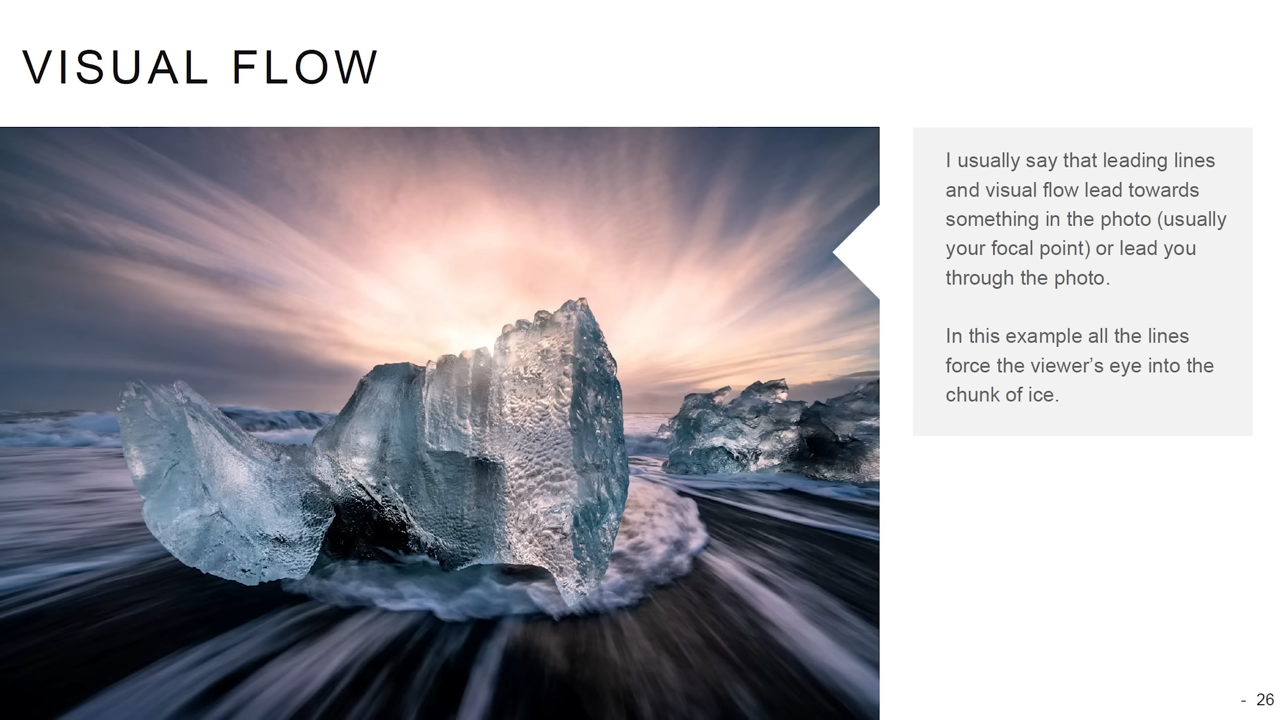 VISUAL FLOW
I usually say that leading lines
and visual flow lead towards
something in the photo (usually
your focal point) or lead you
through the photo.
In this example all the lines
force the viewer’s eye into the
chunk of ice.
- 26